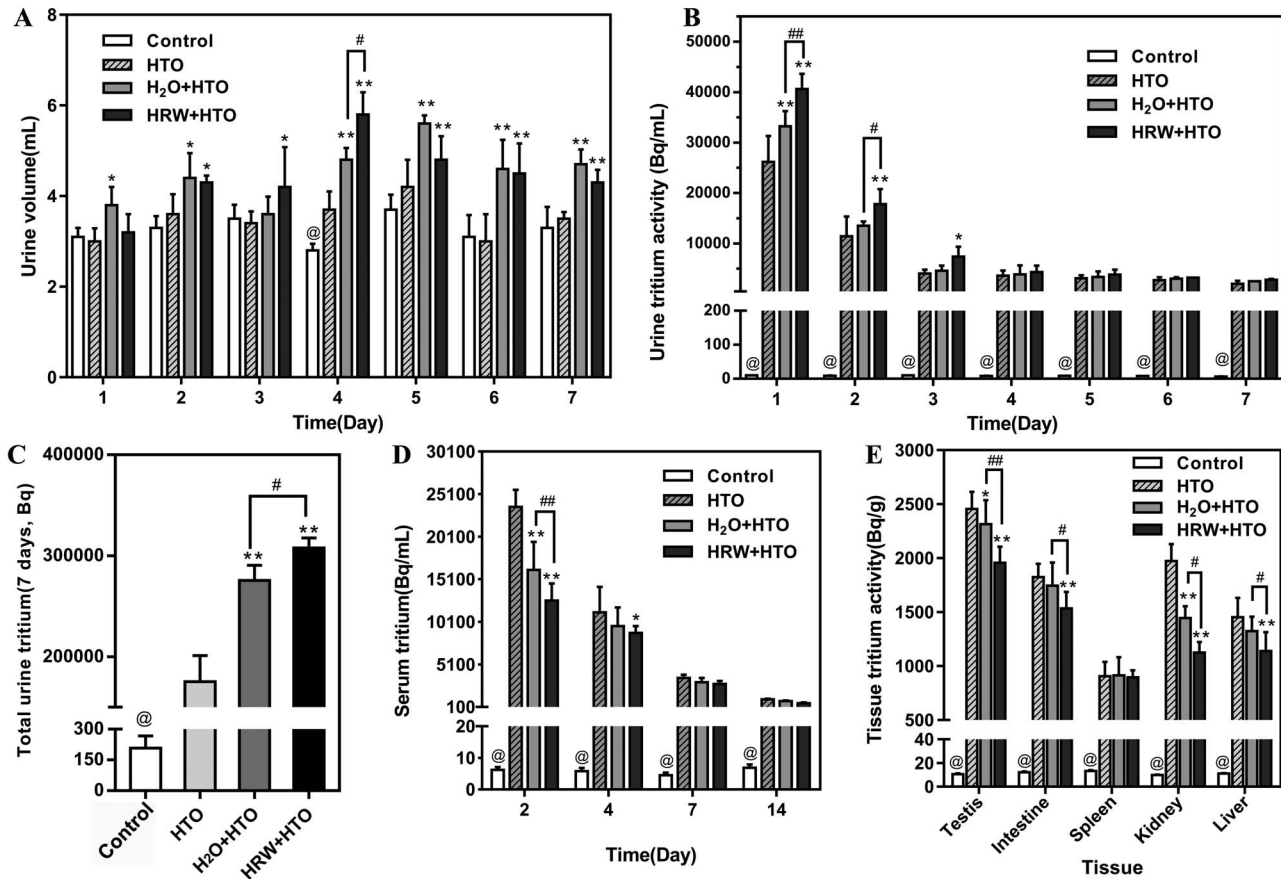 A
Control
HTO
H₂O+HTO
HRW+HTO
Urine volume(mL)
8
6
4
2
0
* * * * @ ** # ** ** ** ** ** ** **
1 2 3 4 5 6 7
Time(Day)
B
Control
HTO
H₂O+HTO
HRW+HTO
Urine tritium activity (Bq/mL)
50000
40000
30000
20000
10000
200
100
0
@ ** ## ** @ # ** @ * @ @ @ @
1 2 3 4 5 6 7
Time(Day)
C
Total urine tritium(7 days, Bq)
400000
300000
200000
300
150
0
@ ** # **
Control HTO H2O+HTO HRW+HTO
D
Control
HTO
H₂O+HTO
HRW+HTO
Serum tritium(Bq/mL)
30100
25100
20100
15100
10100
5100
100
20
10
0
@ ** ## ** @ * @ @
2 4 7 14
Time(Day)
E
Control
HTO
H₂O+HTO
HRW+HTO
Tissue tritium activity(Bq/g)
3000
2500
2000
1500
1000
500
40
20
0
@ * ## ** @ # ** @ @ ** # ** @ # **
Testis Intestine Spleen Kidney Liver
Tissue